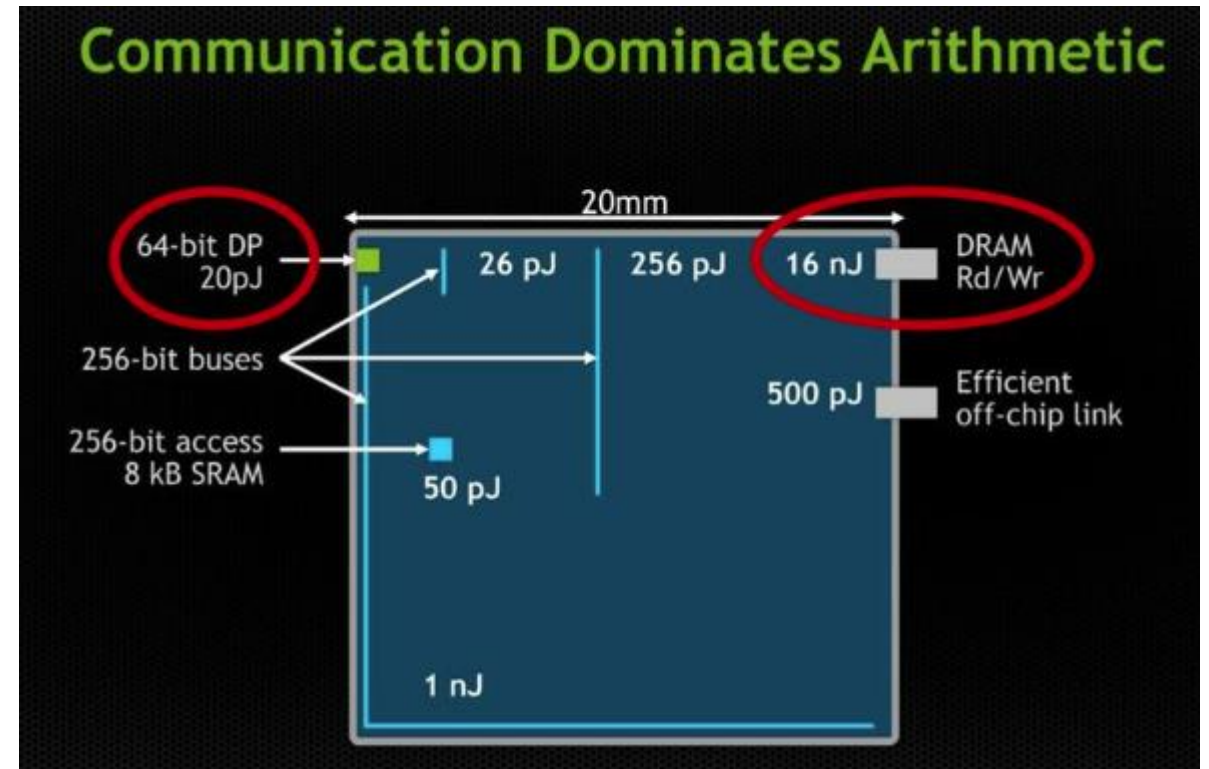 Communication Dominates Arithmetic
20mm
64-bit DP
20pJ
26 pJ
256 pJ
16 nJ
DRAM
Rd/Wr
256-bit buses
500 pJ
Efficient
off-chip link
256-bit access
8 kB SRAM
50 pJ
1 nJ